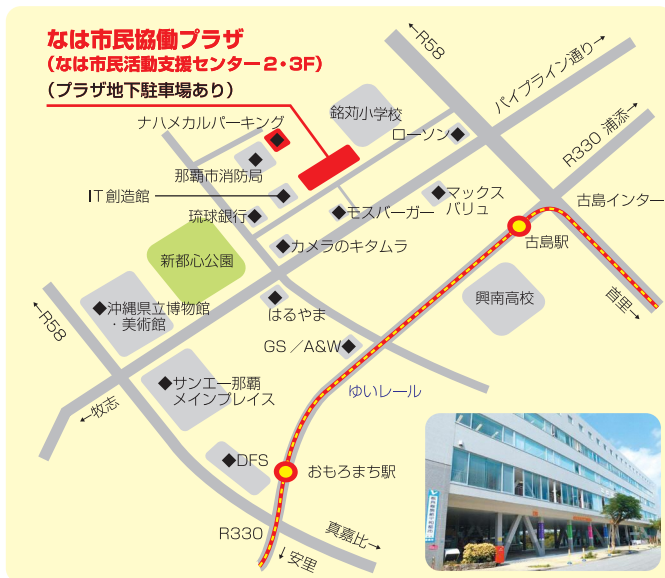 なは市民協働プラザ
(なは市民活動支援センター2・3F)
(プラザ地下駐車場あり)
←R58
パイプライン通り→
銘苅小学校
ナハメカルパーキング
ローソン◆
R330 浦添→
那覇市消防局
IT創造館
◆マックス
バリュ
古島インター
琉球銀行◆
◆モスバーガー
◆カメラのキタムラ
古島駅
新都心公園
興南高校
首里→
←R58
◆沖縄県立博物館
・美術館
はるやま
GS/A&W◆
◆サンエー那覇
メインプレイス
ゆいレール
←牧志
◆DFS
おもろまち駅
R330
真嘉比→
←安里